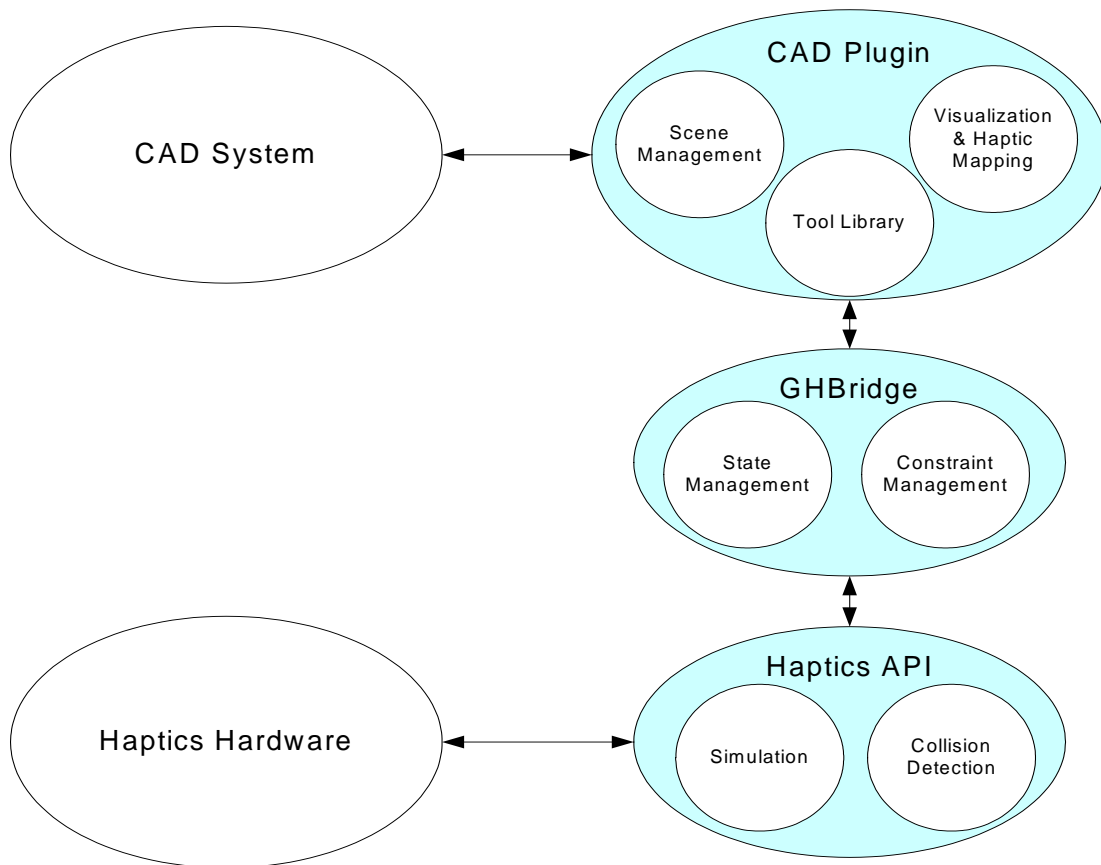 CAD System
CAD Plugin
Scene
Management
Tool Library
Visualization
& Haptic
Mapping
GHBridge
State
Management
Constraint
Management
Haptics Hardware
Haptics API
Simulation
Collision
Detection